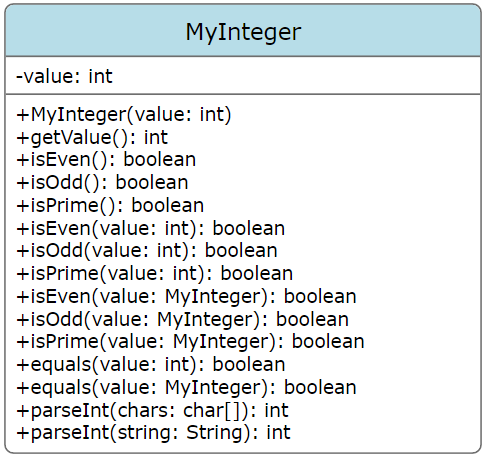 MyInteger
-value: int
+MyInteger(value: int)
+getValue(): int
+isEven(): boolean
+isOdd(): boolean
+isPrime(): boolean
+isEven(value: int): boolean
+isOdd(value: int): boolean
+isPrime(value: int): boolean
+isEven(value: MyInteger): boolean
+isOdd(value: MyInteger): boolean
+isPrime(value: MyInteger): boolean
+equals(value: int): boolean
+equals(value: MyInteger): boolean
+parseInt(chars: char[]): int
+parseInt(string: String): int